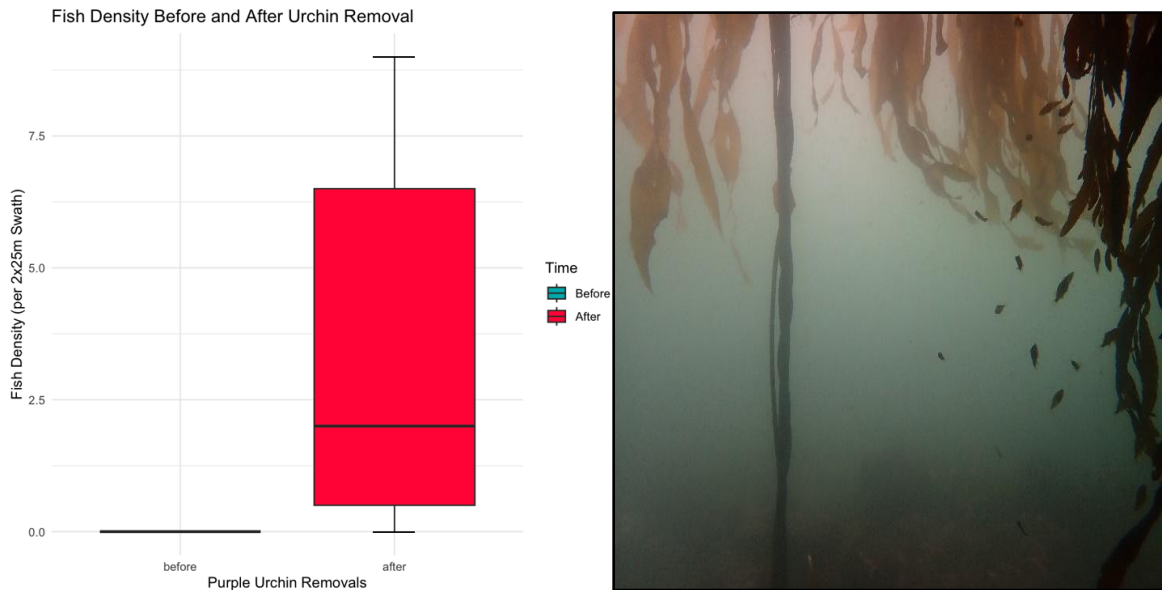 Fish Density Before and After Urchin Removal
Fish Density (per 2x25m Swath)
7.5
5.0
2.5
0.0
before
after
Purple Urchin Removals
Time
Before
After